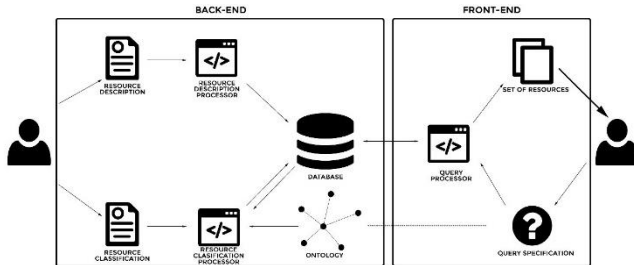 BACK-END
FRONT-END
RESOURCE
DESCRIPTION
</>
RESOURCE
DESCRIPTION
PROCESSOR
SET OF RESOURCES
DATABASE
</>
QUERY
PROCESSOR
RESOURCE
CLASSIFICATION
</>
RESOURCE
CLASIFICATION
PROCESSOR
ONTOLOGY
?
QUERY SPECIFICATION